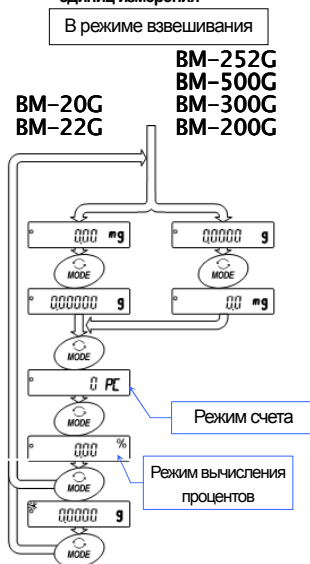 единиц измерения
В режиме взвешивания
BM-252G
BM-500G
BM-20G BM-300G
BM-22G BM-200G
0,00 mg 0,0000 g
MODE MODE
0,00000 g 0,0 mg
MODE
0 PC
MODE
Режим счета
0,00 %
Режим вычисления
процентов
MODE
0,0000 g
MODE